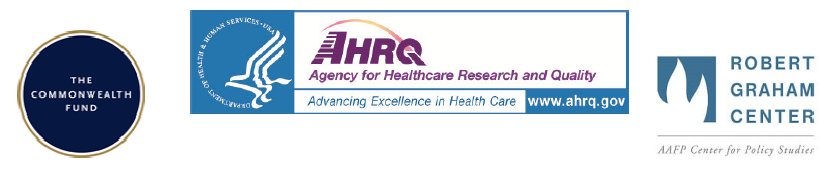 THE
COMMONWEALTH
FUND
DEPARTMENT OF HEALTH & HUMAN SERVICES • USA
AHRQ
Agency for Healthcare Research and Quality
Advancing Excellence in Health Care
www.ahrq.gov
ROBERT
GRAHAM
CENTER
AAFP Center for Policy Studies